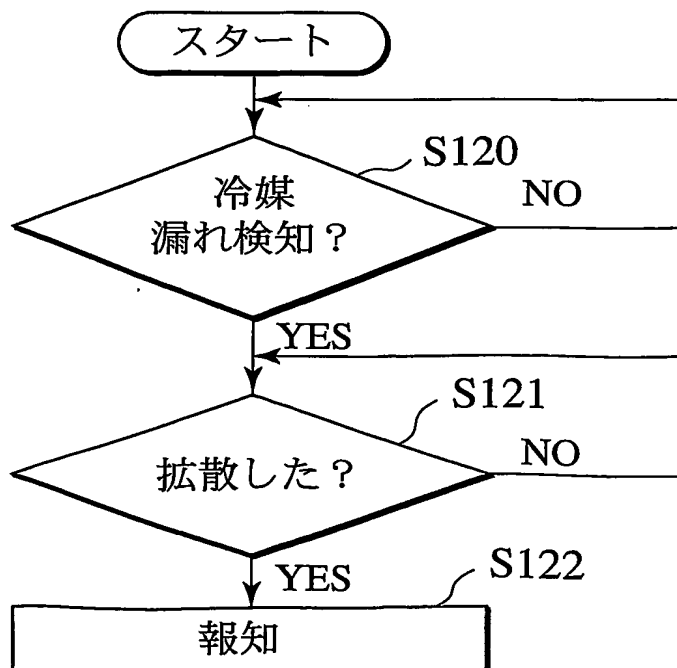 スタート
S120
冷媒
漏れ検知？
NO
YES
S121
拡散した？
NO
YES
S122
報知